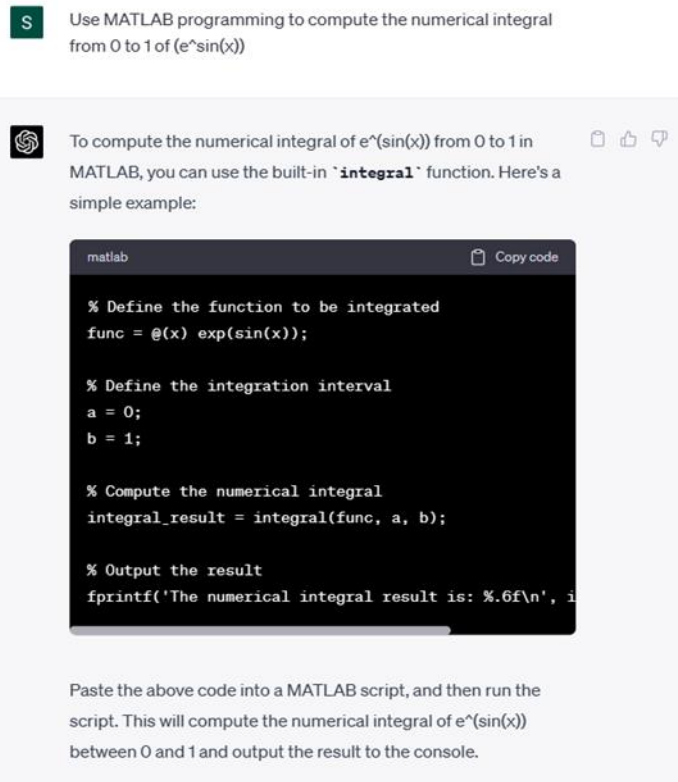 S
Use MATLAB programming to compute the numerical integral
from 0 to 1 of (e^sin(x))
To compute the numerical integral of e^(sin(x)) from 0 to 1 in
MATLAB, you can use the built-in `integral` function. Here's a
simple example:
matlab
Copy code
% Define the function to be integrated
func = @(x) exp(sin(x));
% Define the integration interval
a = 0;
b = 1;
% Compute the numerical integral
integral_result = integral(func, a, b);
% Output the result
fprintf('The numerical integral result is: %.6f\n', i
Paste the above code into a MATLAB script, and then run the
script. This will compute the numerical integral of e^(sin(x))
between 0 and 1 and output the result to the console.